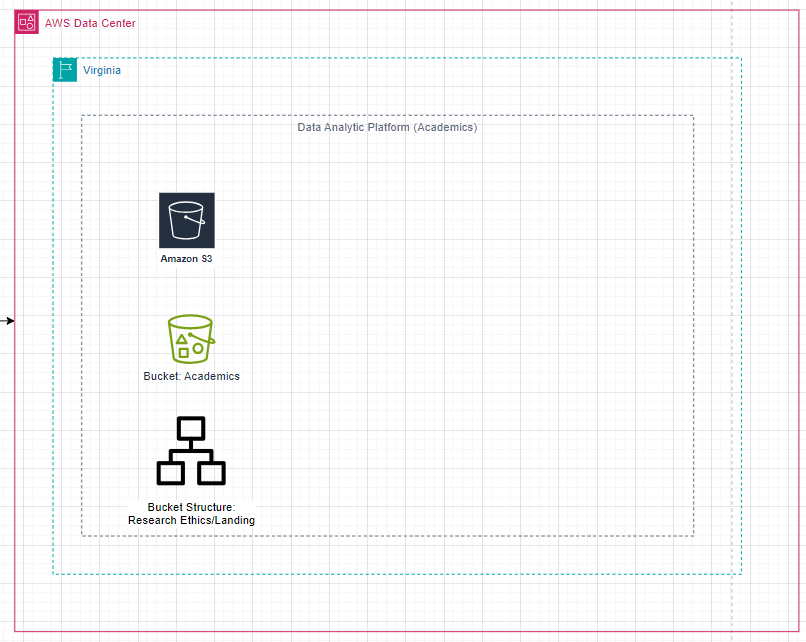 AWS Data Center
Virginia
Data Analytic Platform (Academics)
Amazon S3
Bucket: Academics
Bucket Structure:
Research Ethics/Landing